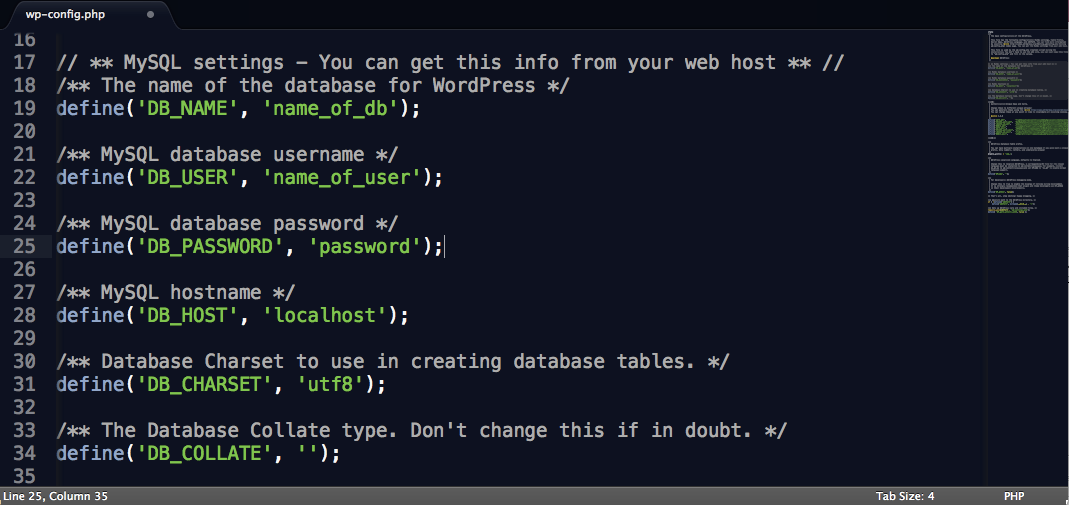 wp-config.php
16
17 // ** MySQL settings - You can get this info from your web host ** //
18 /** The name of the database for WordPress */
19 define('DB_NAME', 'name_of_db');
20
21 /** MySQL database username */
22 define('DB_USER', 'name_of_user');
23
24 /** MySQL database password */
25 define('DB_PASSWORD', 'password');
26
27 /** MySQL hostname */
28 define('DB_HOST', 'localhost');
29
30 /** Database Charset to use in creating database tables. */
31 define('DB_CHARSET', 'utf8');
32
33 /** The Database Collate type. Don't change this if in doubt. */
34 define('DB_COLLATE', '');
35
Line 25, Column 35 Tab Size: 4 PHP